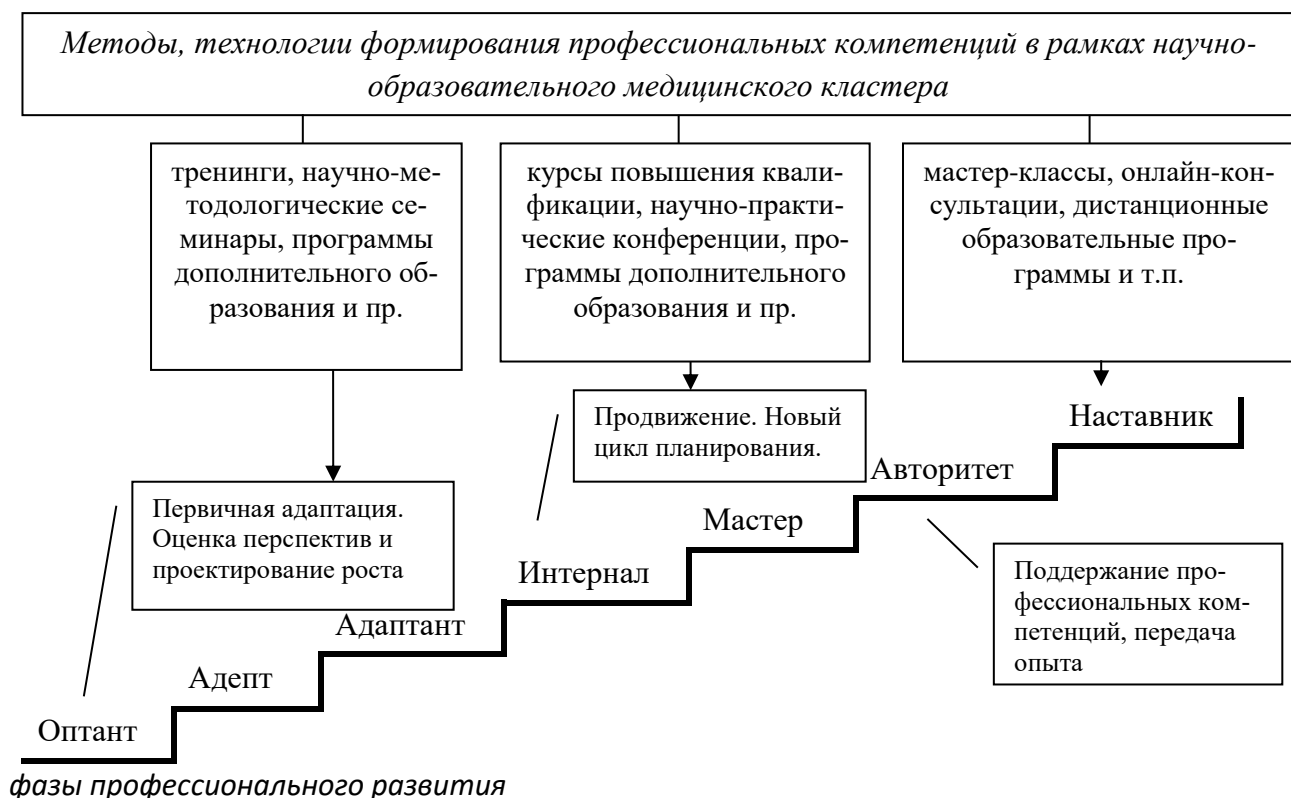 Методы, технологии формирования профессиональных компетенций в рамках научно-
образовательного медицинского кластера
тренинги, научно-ме-
тодологические се-
минары, программы
дополнительного об-
разования и пр.
курсы повышения квали-
фикации, научно-практи-
ческие конференции, про-
граммы дополнительного
образования и пр.
мастер-классы, онлайн-кон-
сультации, дистанционные
образовательные про-
граммы и т.п.
Продвижение. Новый
цикл планирования.
Наставник
Авторитет
Первичная адаптация.
Оценка перспектив и
проектирование роста
Мастер
Интернал
Поддержание про-
фессиональных ком-
петенций, передача
опыта
Адаптант
Адепт
Оптант
фазы профессионального развития